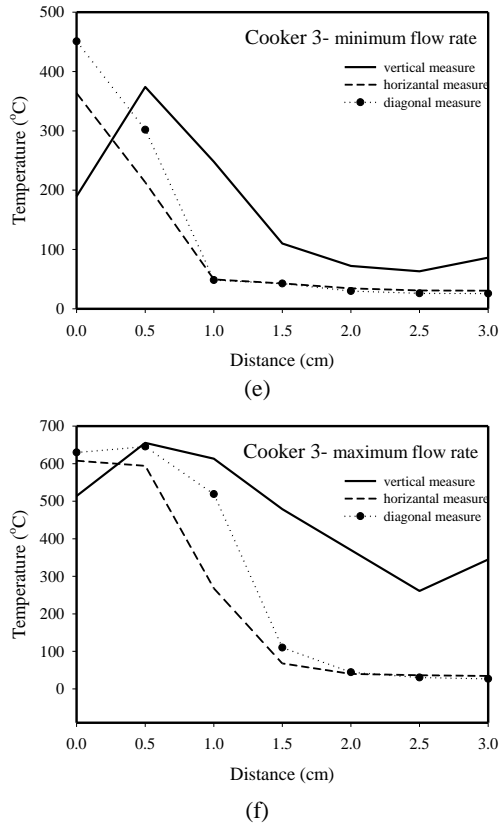 500
Cooker 3- minimum flow rate
vertical measure
400
horizantal measure
diagonal measure
300
Temperature (°C)
200
100
0
0.0 0.5 1.0 1.5 2.0 2.5 3.0
Distance (cm)
(e)
700
Cooker 3- maximum flow rate
600
vertical measure
500
horizantal measure
diagonal measure
400
Temperature (°C)
300
200
100
0
0.0 0.5 1.0 1.5 2.0 2.5 3.0
Distance (cm)
(f)